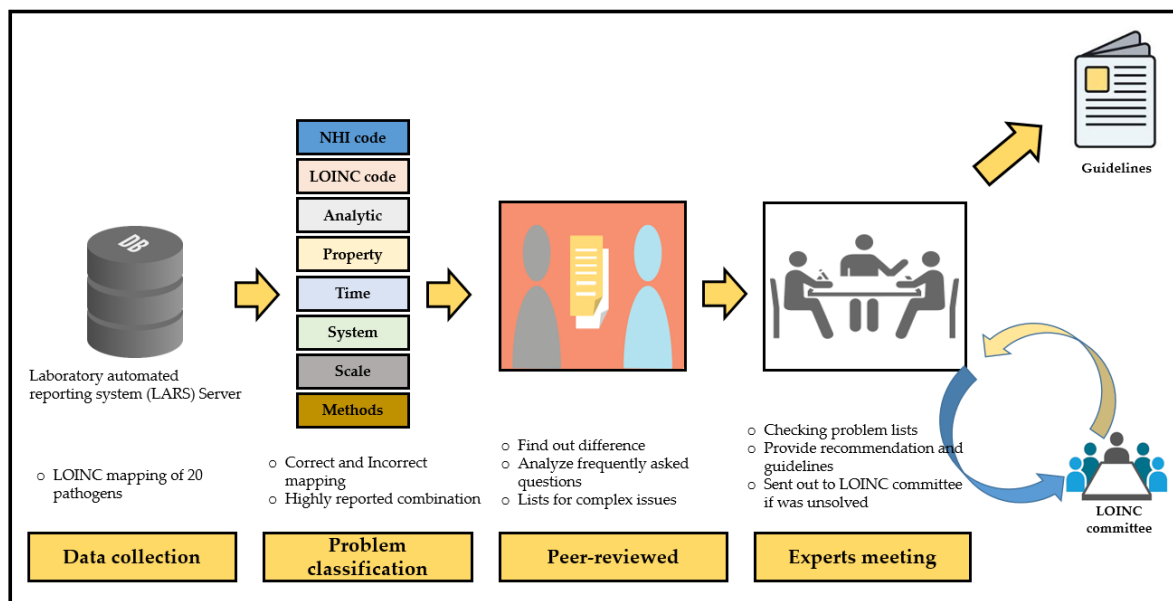 DB
Laboratory automated
reporting system (LARS) Server
○ LOINC mapping of 20
pathogens
Data collection
NHI code
LOINC code
Analytic
Property
Time
System
Scale
Methods
○ Correct and Incorrect
mapping
○ Highly reported combination
Problem
classification
○ Find out difference
○ Analyze frequently asked
questions
○ Lists for complex issues
Peer-reviewed
○ Checking problem lists
○ Provide recommendation and
guidelines
○ Sent out to LOINC committee
if was unsolved
Experts meeting
Guidelines
LOINC
committee